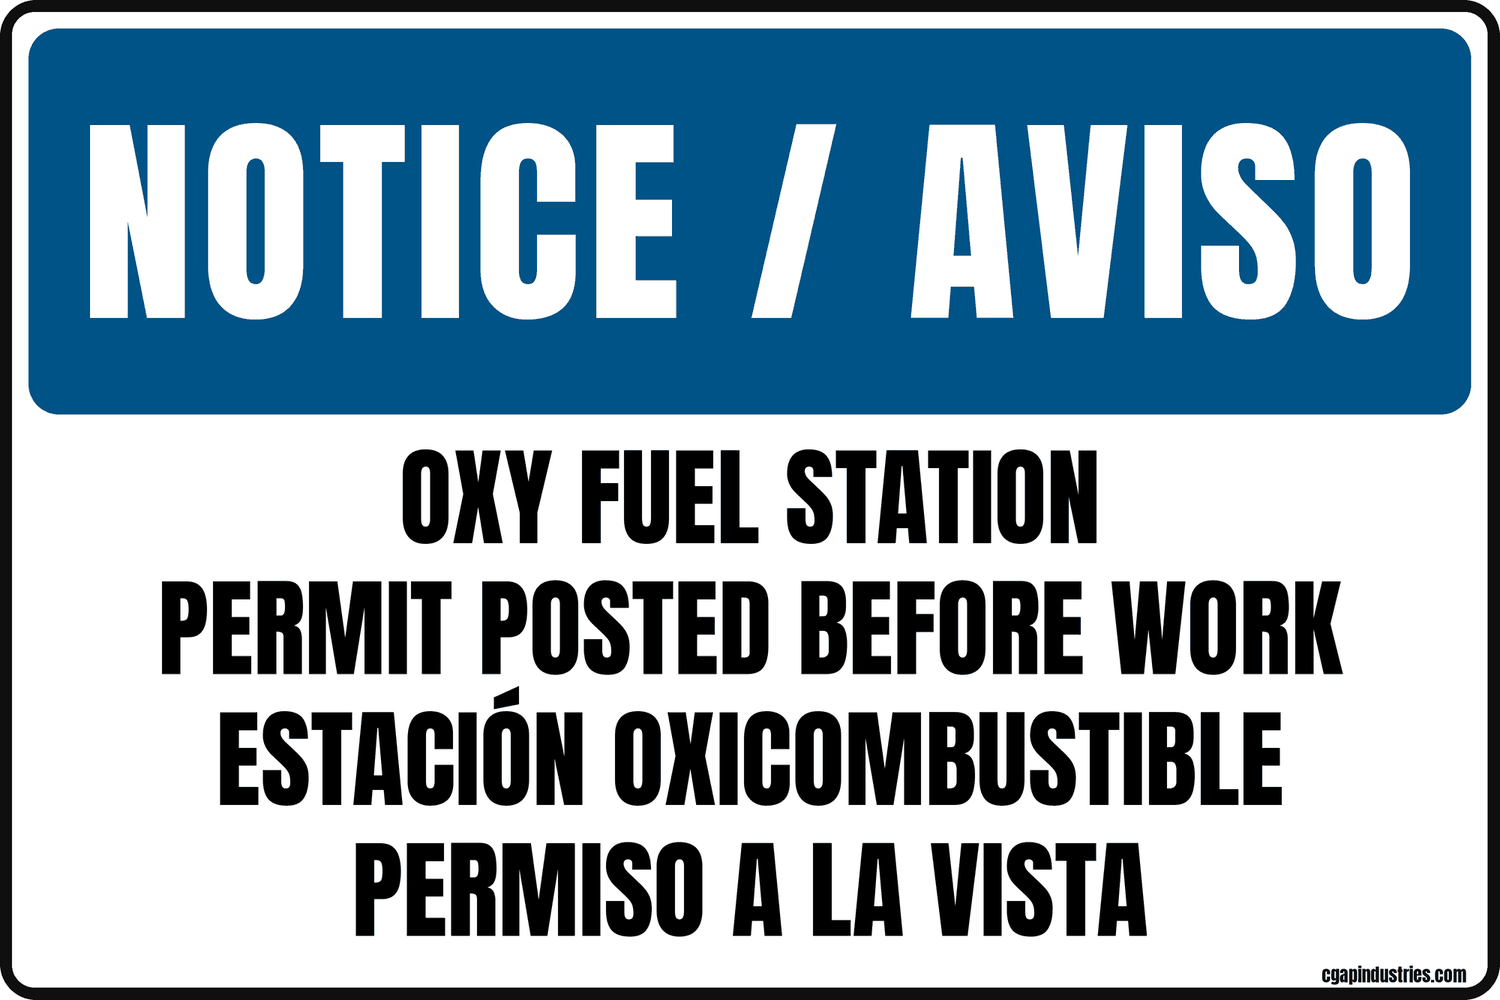 NOTICE / AVISO
OXY FUEL STATION
PERMIT POSTED BEFORE WORK
ESTACIÓN OXICOMBUSTIBLE
PERMISO A LA VISTA
cgapindustries.com